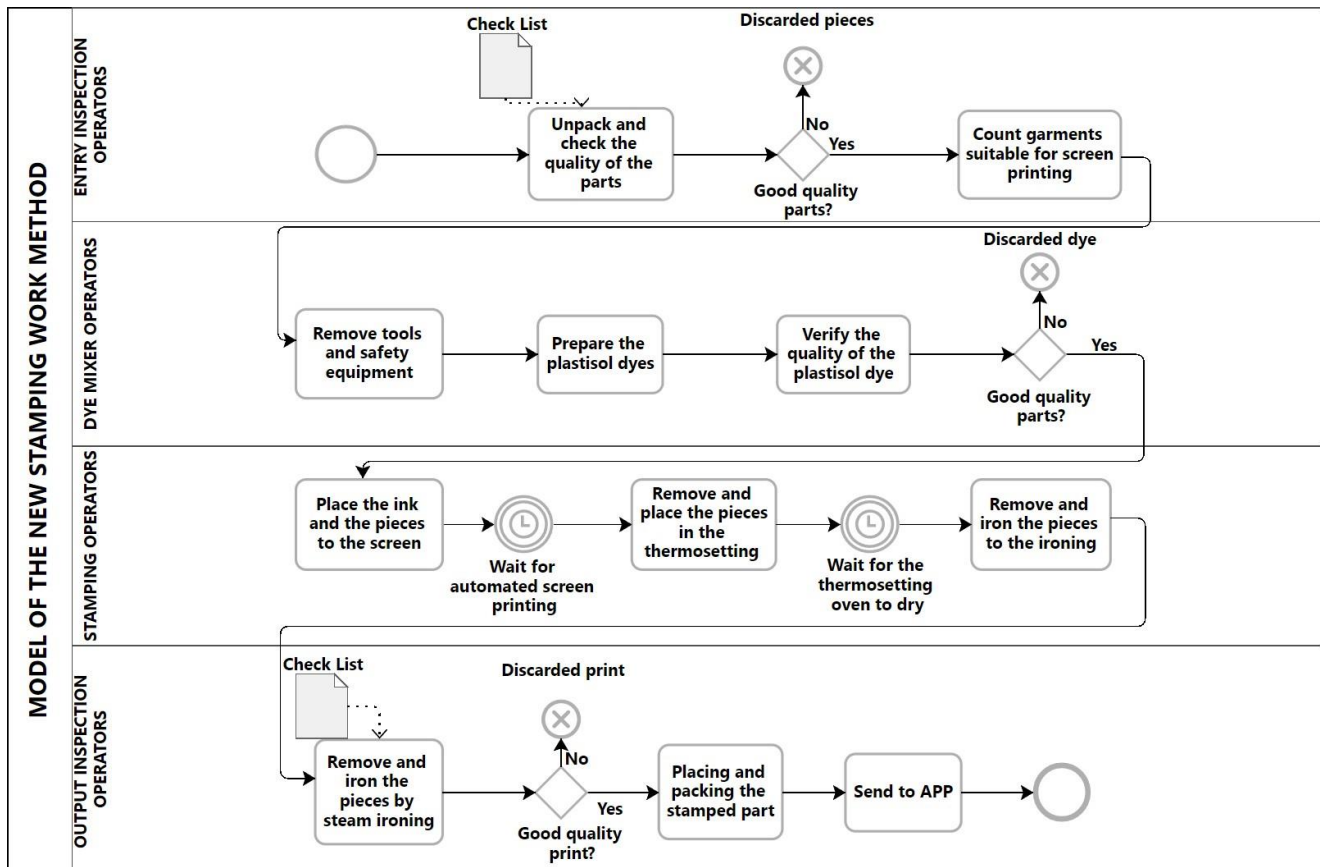 MODEL OF THE NEW STAMPING WORK METHOD
ENTRY INSPECTION
OPERATORS
Check List
Unpack and
check the
quality of the
parts
Discarded pieces
No
Yes
Good quality
parts?
Count garments
suitable for screen
printing
DYE MIXER OPERATORS
Remove tools
and safety
equipment
Prepare the
plastisol dyes
Verify the
quality of the
plastisol dye
Discarded dye
No
Yes
Good quality
parts?
STAMPING OPERATORS
Place the ink
and the pieces
to the screen
Wait for
automated screen
printing
Remove and
place the pieces
in the
thermosetting
Wait for the
thermosetting
oven to dry
Remove and
iron the pieces
to the ironing
OUTPUT INSPECTION
OPERATORS
Check List
Remove and
iron the
pieces by
steam ironing
Discarded print
No
Yes
Good quality
print?
Placing and
packing the
stamped part
Send to APP